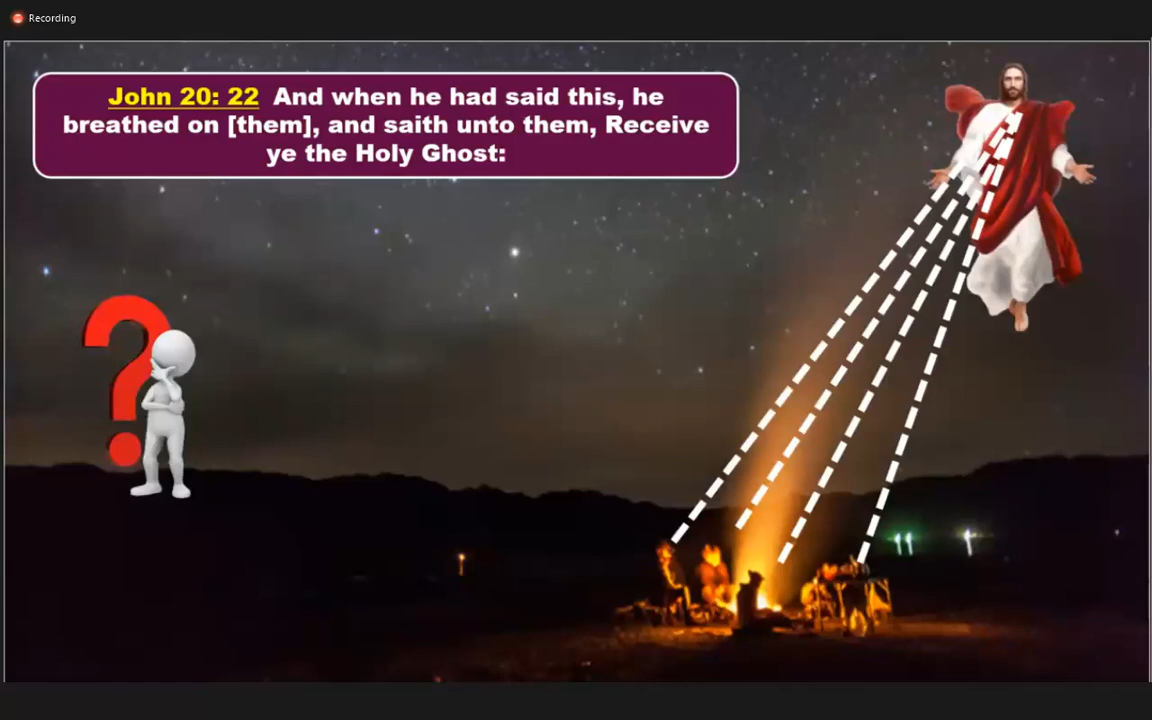 Recording
John 20: 22 And when he had said this, he
breathed on [them], and saith unto them, Receive
ye the Holy Ghost:
?